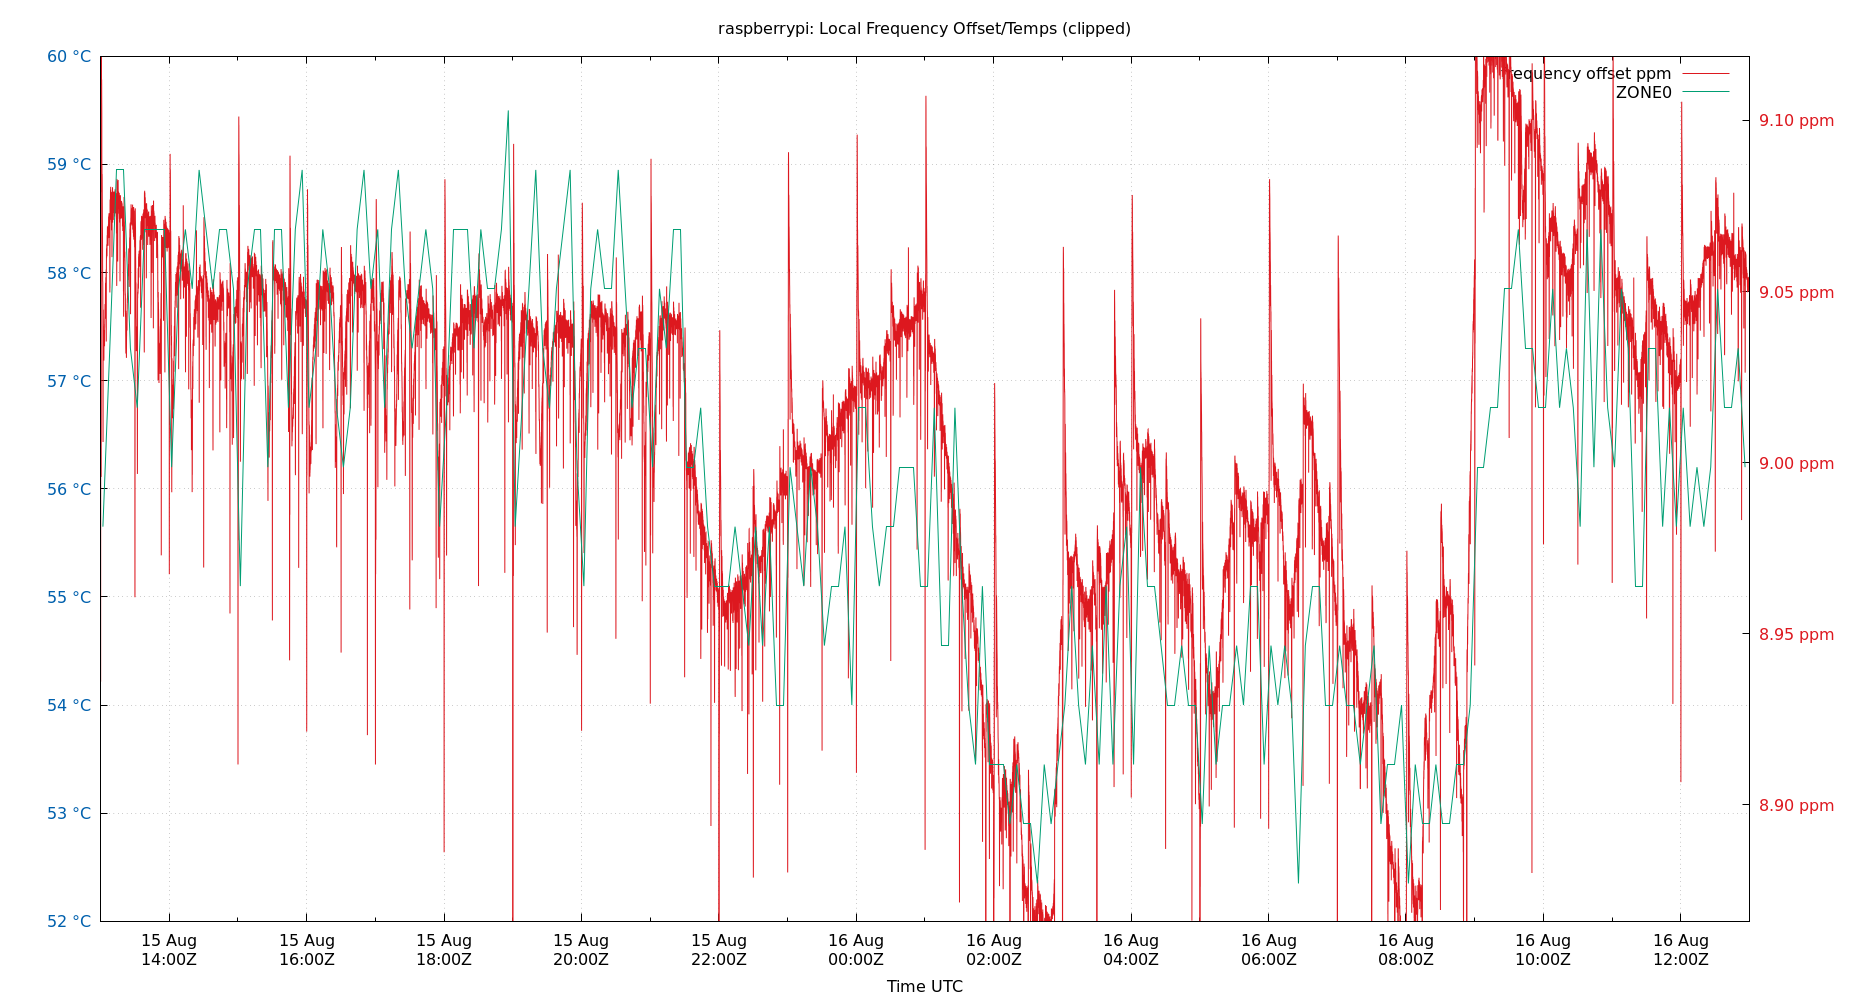 raspberrypi: Local Frequency Offset/Temps (clipped)
60 °C
59 °C
58 °C
57 °C
56 °C
55 °C
54 °C
53 °C
52 °C
requency offset ppm
ZONE0
9.10 ppm
9.05 ppm
9.00 ppm
8.95 ppm
8.90 ppm
15 Aug 15 Aug 15 Aug 15 Aug 15 Aug 16 Aug 16 Aug 16 Aug 16 Aug 16 Aug 16 Aug 16 Aug
14:00Z 16:00Z 18:00Z 20:00Z 22:00Z 00:00Z 02:00Z 04:00Z 06:00Z 08:00Z 10:00Z 12:00Z
Time UTC